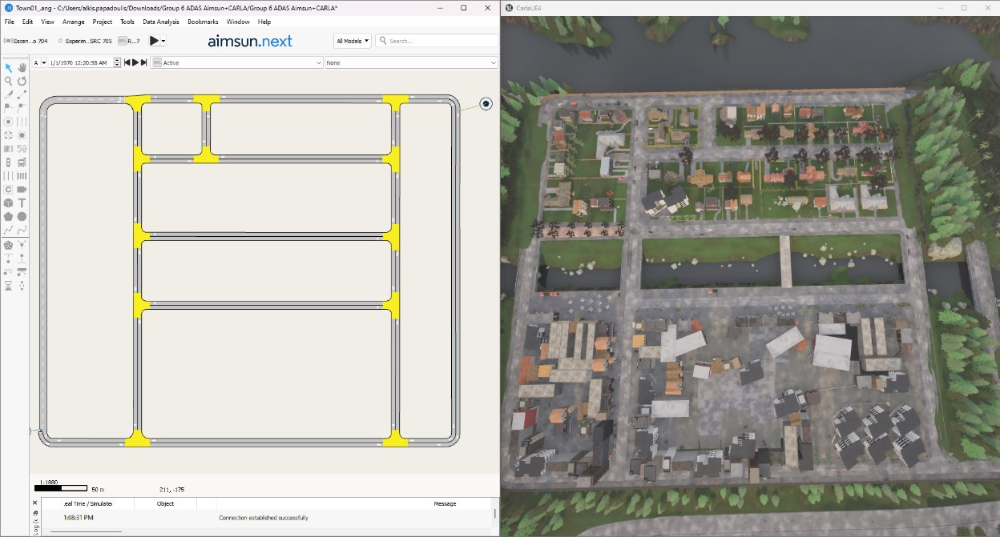 Town01_.ang - C:/Users/alkis.papadoulis/Downloads/Group 6 ADAS Aimsun+CARLA/Group 6 ADAS Aimsun+CARLA*
File Edit View Arrange Project Tools Data Analysis Bookmarks Window Help
Escen...o 704 Experim...SRC 705 R...7 aimsun.next All Models Search...
A 1/1/1970 12:20:58 AM Active None
50
C
T
1:1880
50 m 211, -175
.eal Time / Simulate Object Message
1:08:31 PM Connection established successfully
Log
CarlaUE4